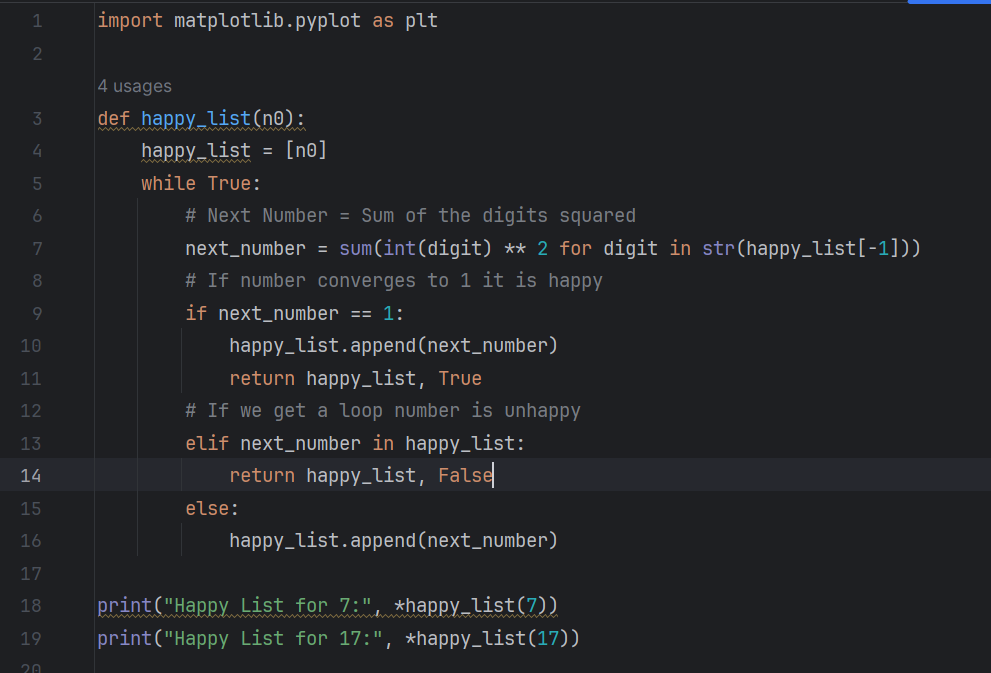 1 import matplotlib.pyplot as plt
2
4 usages
3 def happy_list(n0):
4     happy_list = [n0]
5     while True:
6         # Next Number = Sum of the digits squared
7         next_number = sum(int(digit) ** 2 for digit in str(happy_list[-1]))
8         # If number converges to 1 it is happy
9         if next_number == 1:
10             happy_list.append(next_number)
11             return happy_list, True
12         # If we get a loop number is unhappy
13         elif next_number in happy_list:
14             return happy_list, False
15         else:
16             happy_list.append(next_number)
17
18 print("Happy List for 7:", *happy_list(7))
19 print("Happy List for 17:", *happy_list(17))
20